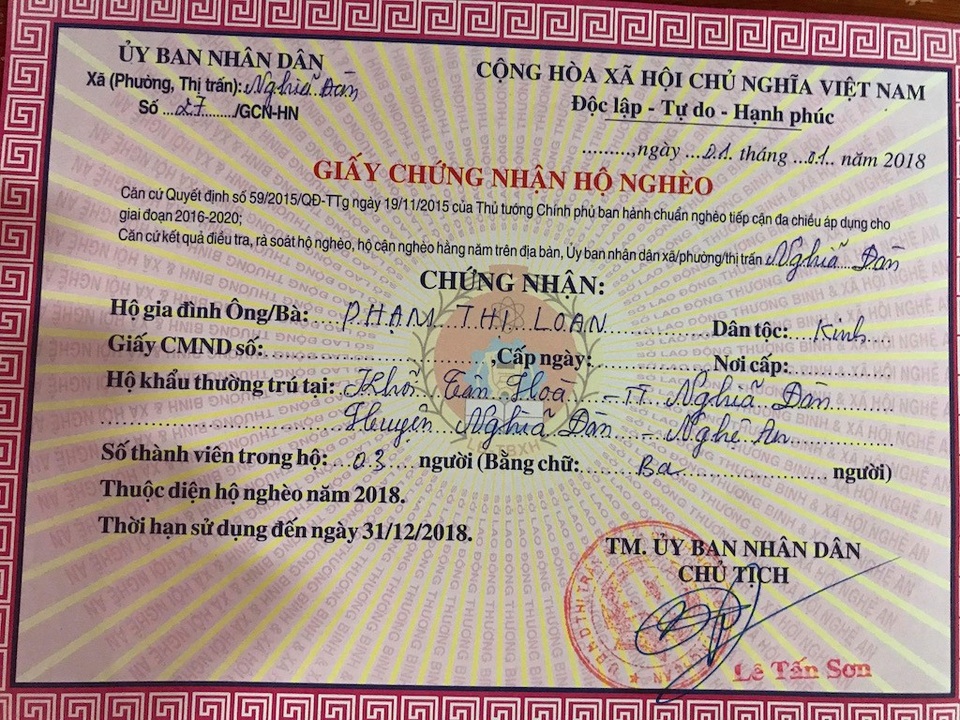 ỦY BAN NHÂN DÂN
Xã (Phường, Thị trấn): Nghĩa Đàn
Số ...27....../GCN-HN
CỘNG HÒA XÃ HỘI CHỦ NGHĨA VIỆT NAM
Độc lập - Tự do - Hạnh phúc
.........,ngày ...01... tháng ...01... năm 2018
GIẤY CHỨNG NHẬN HỘ NGHÈO
Căn cứ Quyết định số 59/2015/QĐ-TTg ngày 19/11/2015 của Thủ tướng Chính phủ ban hành chuẩn nghèo tiếp cận đa chiều áp dụng cho
giai đoạn 2016-2020;
Căn cứ kết quả điều tra, rà soát hộ nghèo, hộ cận nghèo hằng năm trên địa bàn, Ủy ban nhân dân xã/phường/thị trấn Nghĩa Đàn
CHỨNG NHẬN:
Hộ gia đình Ông/Bà: PHẠM THỊ LOAN Dân tộc: Kinh
Giấy CMND số:..................,Cấp ngày:............ Nơi cấp:............
Hộ khẩu thường trú tại: Khối Tân Hoà - TT Nghĩa Đàn
Huyện Nghĩa Đàn - Nghệ An
Số thành viên trong hộ: 03 người (Bằng chữ: Ba người)
Thuộc diện hộ nghèo năm 2018.
Thời hạn sử dụng đến ngày 31/12/2018.
TM. ỦY BAN NHÂN DÂN
CHỦ TỊCH
Lê Tấn Sơn